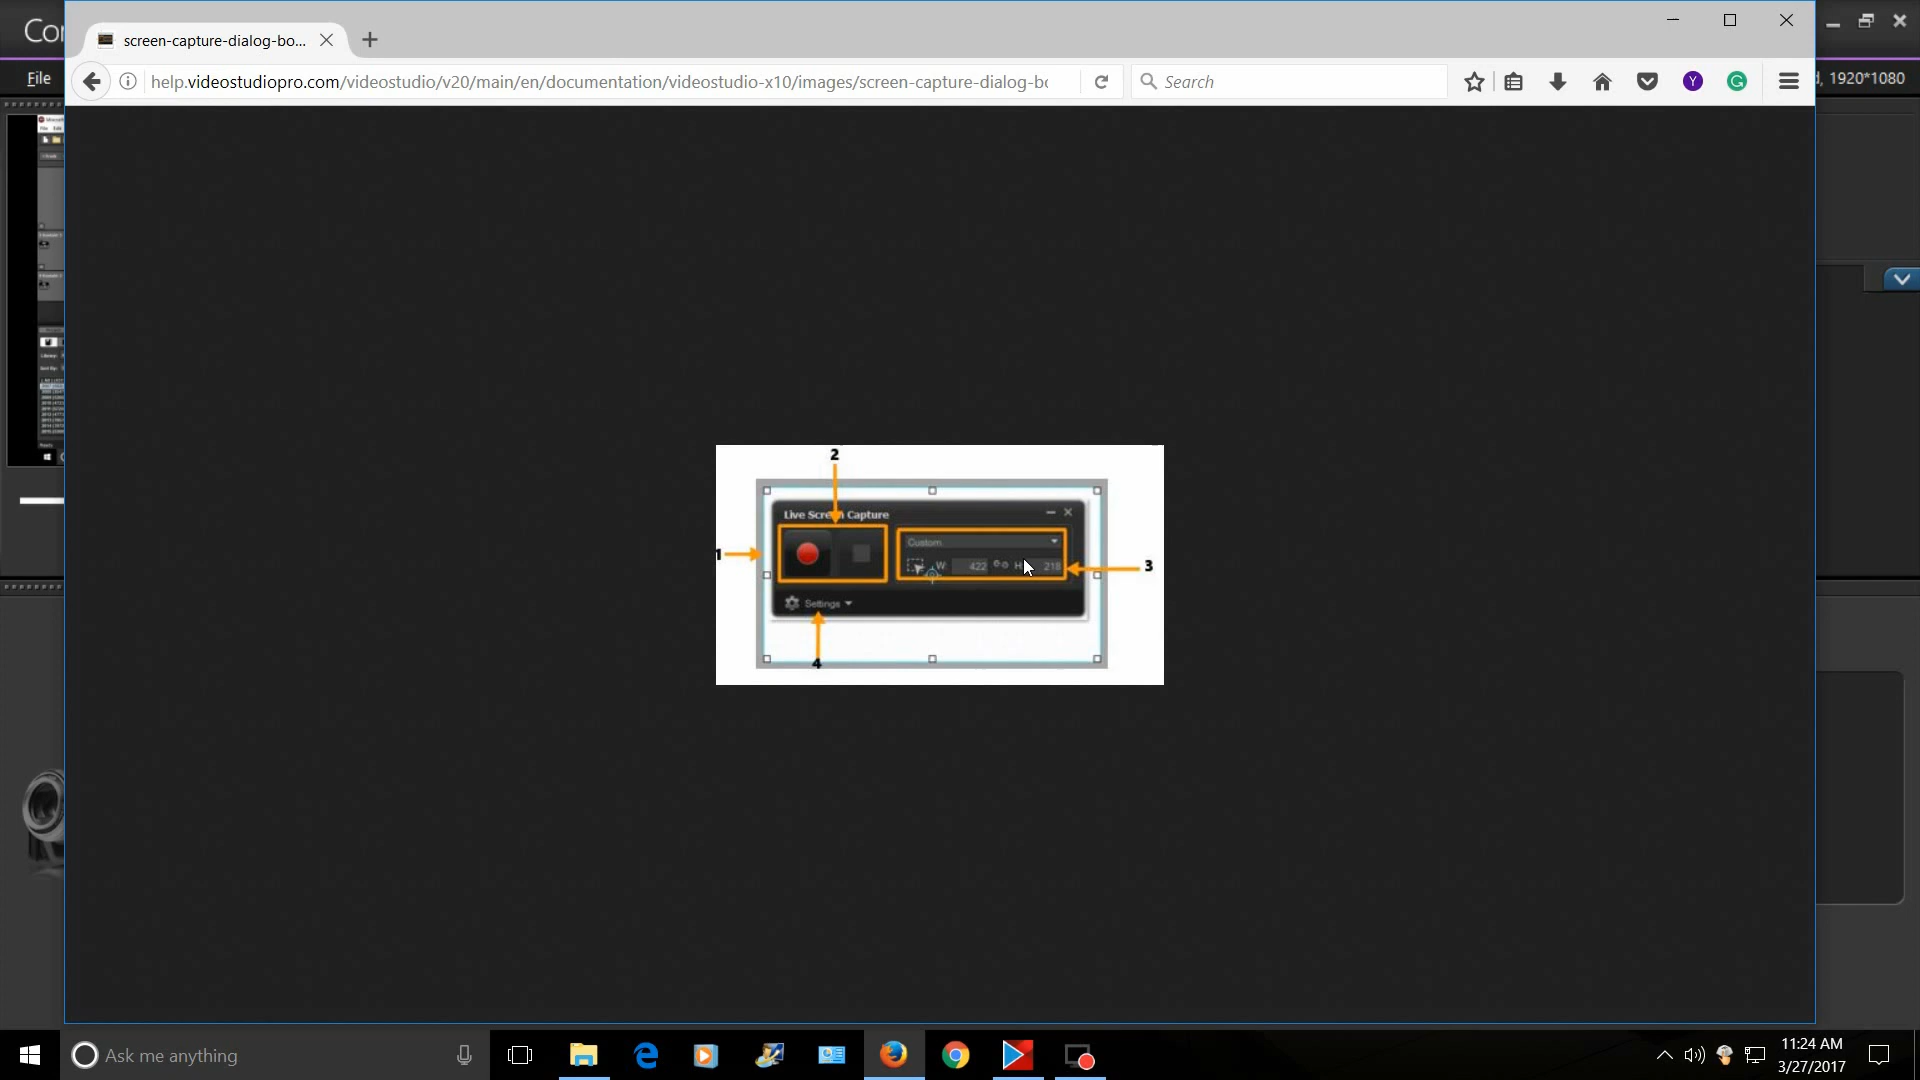 Co
screen-capture-dialog-bo...
File
help.videostudiopro.com/videostudio/v20/main/en/documentation/videostudio-x10/images/screen-capture-dialog-bo
Search
Y
G
, 1920*1080
2
Live Screen Capture
1
Custom
W: 422 H: 218
3
Settings
4
Ask me anything
11:24 AM
3/27/2017